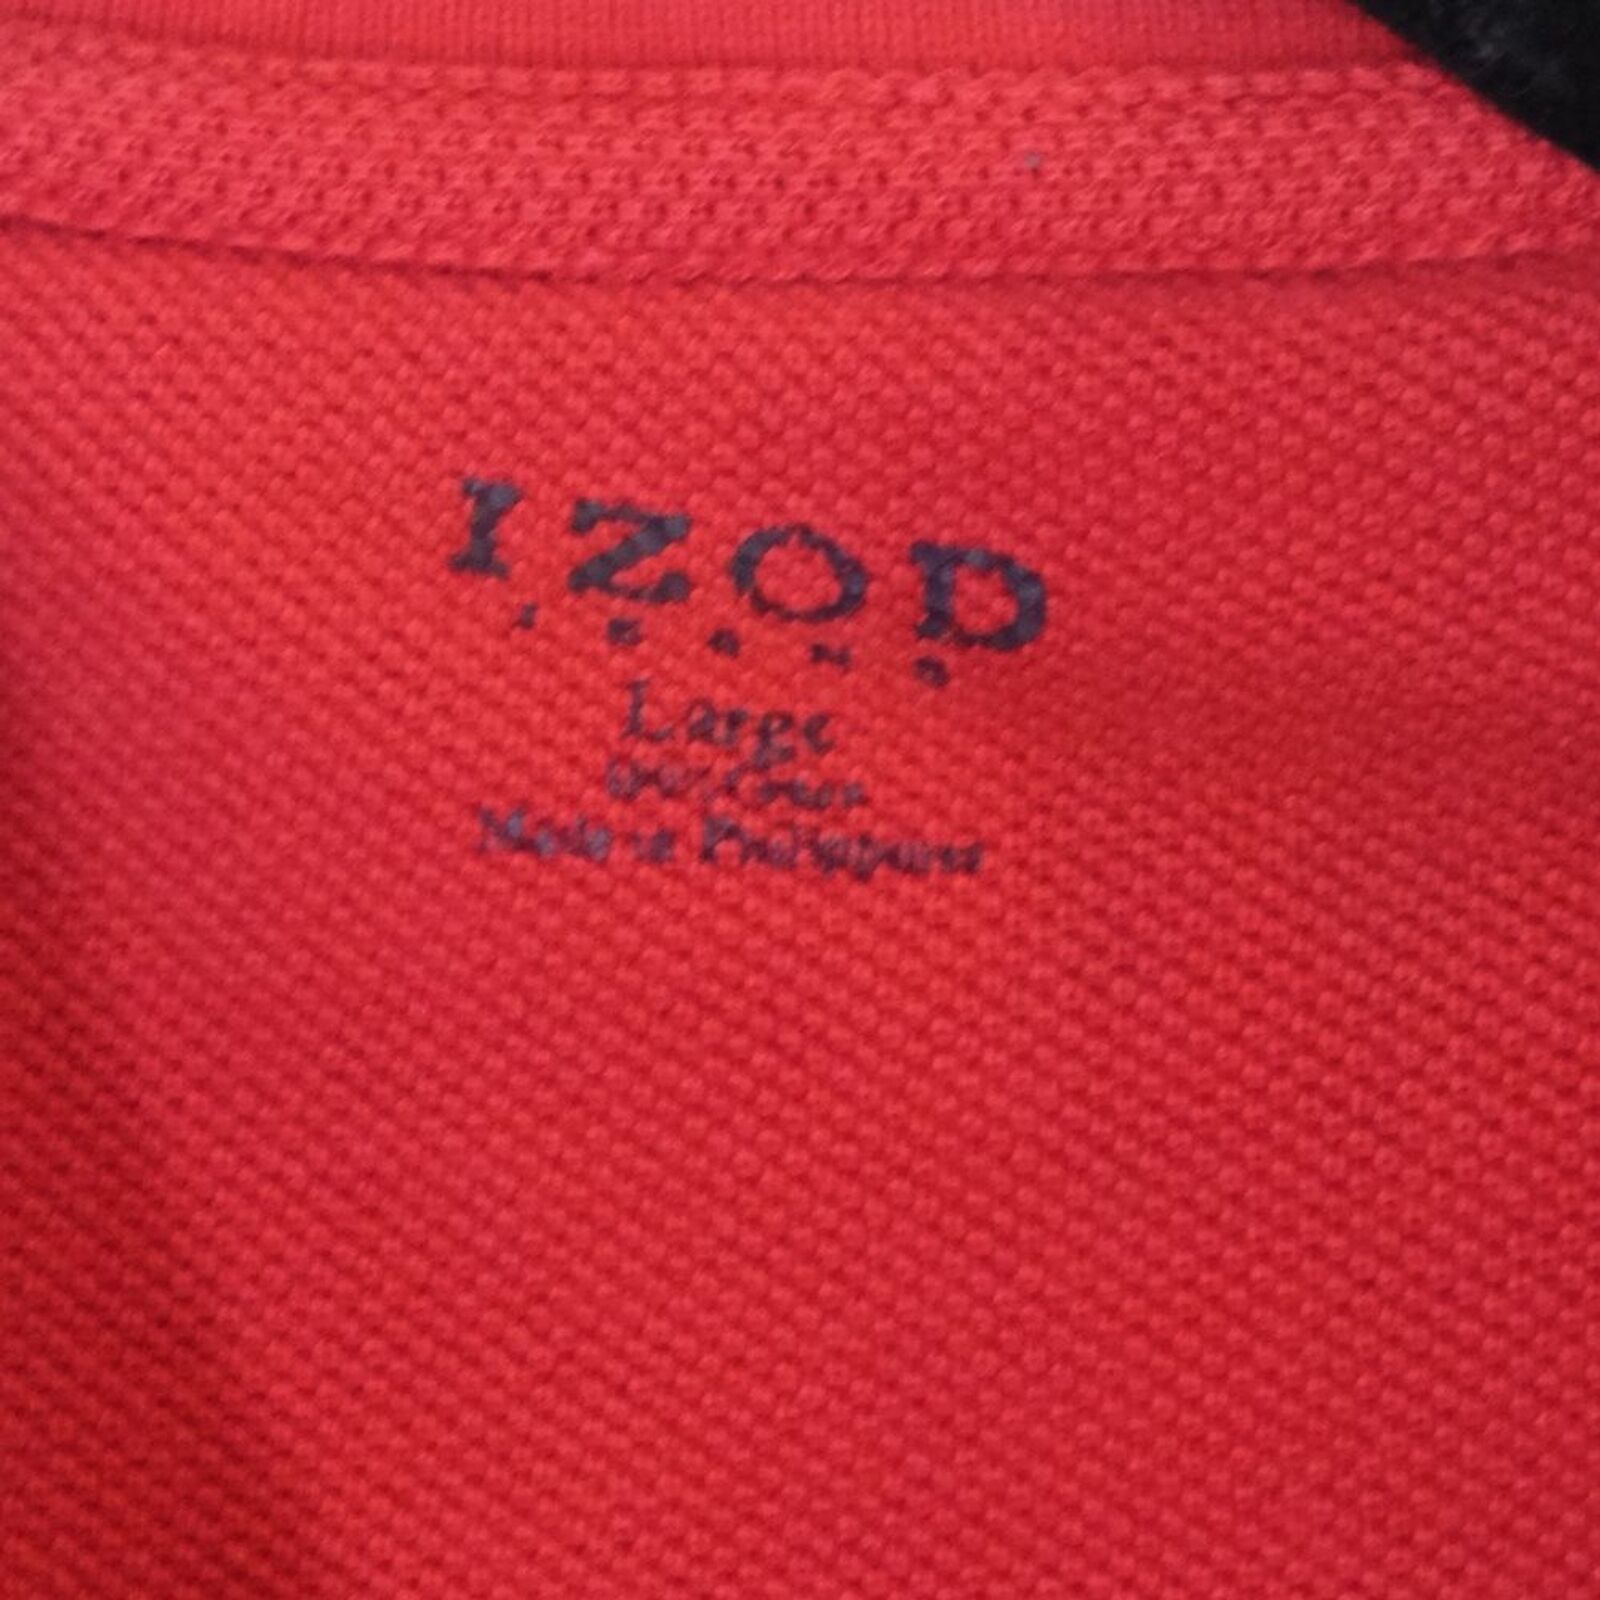 IZOD
Large
100% Cotton
Made in Philippines